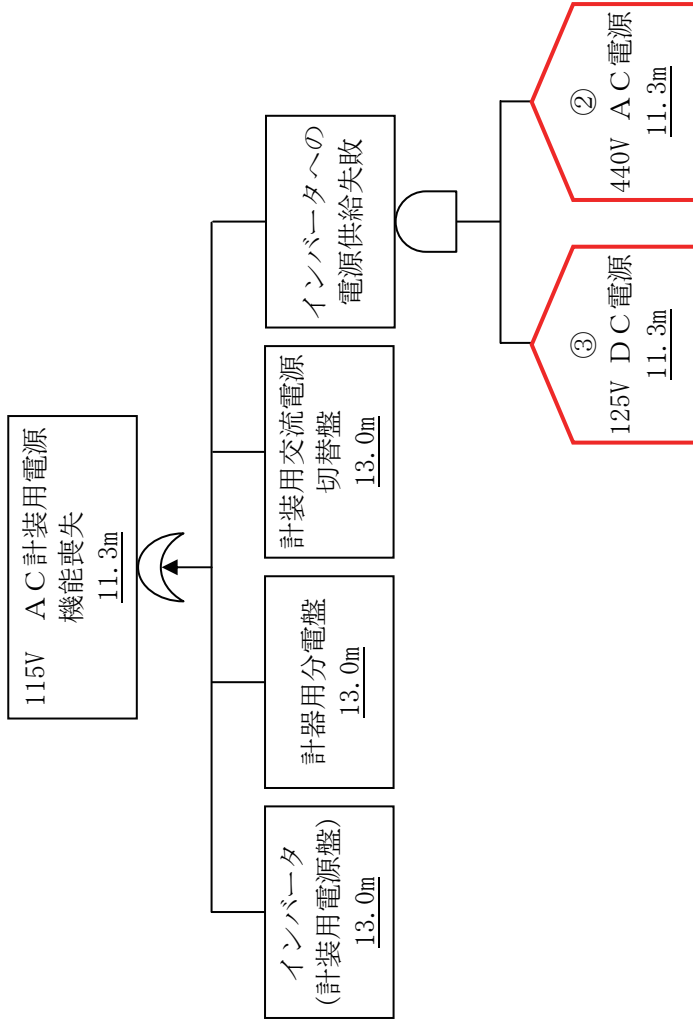 115V ＡＣ計装用電源
機能喪失
11.3m
インバータ
(計装用電源盤)
13.0m
計器用分電盤
13.0m
計装用交流電源
切替盤
13.0m
インバータへの
電源供給失敗
③
125V ＤＣ電源
11.3m
②
440V ＡＣ電源
11.3m